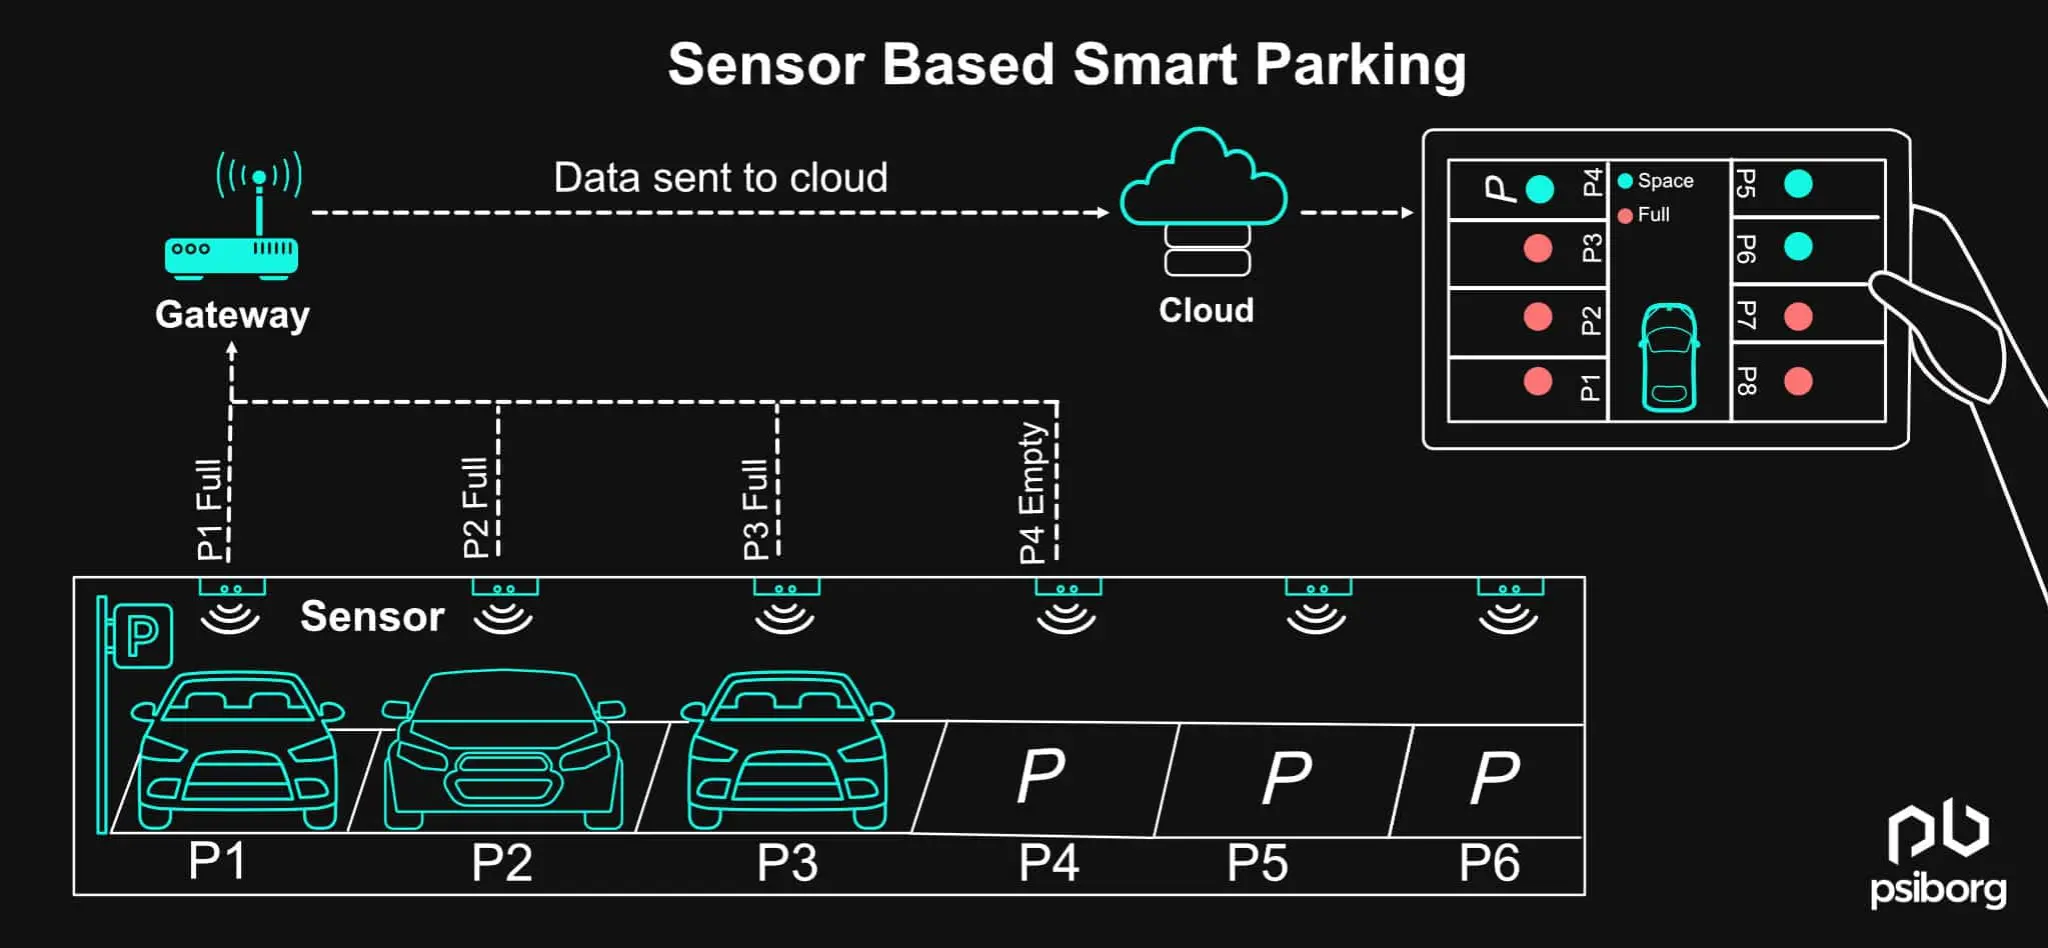 Sensor Based Smart Parking
Data sent to cloud
Gateway
Cloud
P
P4
P3
P2
P1
Space
Full
P5
P6
P7
P8
P1 Full
P2 Full
P3 Full
P4 Empty
P
Sensor
P
P
P
P1
P2
P3
P4
P5
P6
pb
psiborg